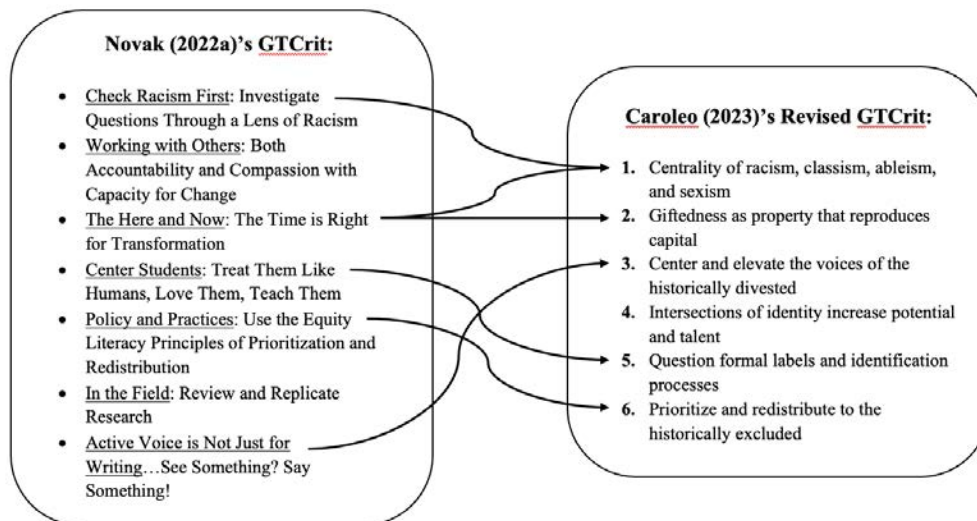 Novak (2022a)'s GTCrit:
• Check Racism First: Investigate
Questions Through a Lens of Racism
• Working with Others: Both
Accountability and Compassion with
Capacity for Change
• The Here and Now: The Time is Right
for Transformation
• Center Students: Treat Them Like
Humans, Love Them, Teach Them
• Policy and Practices: Use the Equity
Literacy Principles of Prioritization and
Redistribution
• In the Field: Review and Replicate
Research
• Active Voice is Not Just for
Writing…See Something? Say
Something!
Caroleo (2023)'s Revised GTCrit:
1. Centrality of racism, classism, ableism,
and sexism
2. Giftedness as property that reproduces
capital
3. Center and elevate the voices of the
historically divested
4. Intersections of identity increase potential
and talent
5. Question formal labels and identification
processes
6. Prioritize and redistribute to the
historically excluded